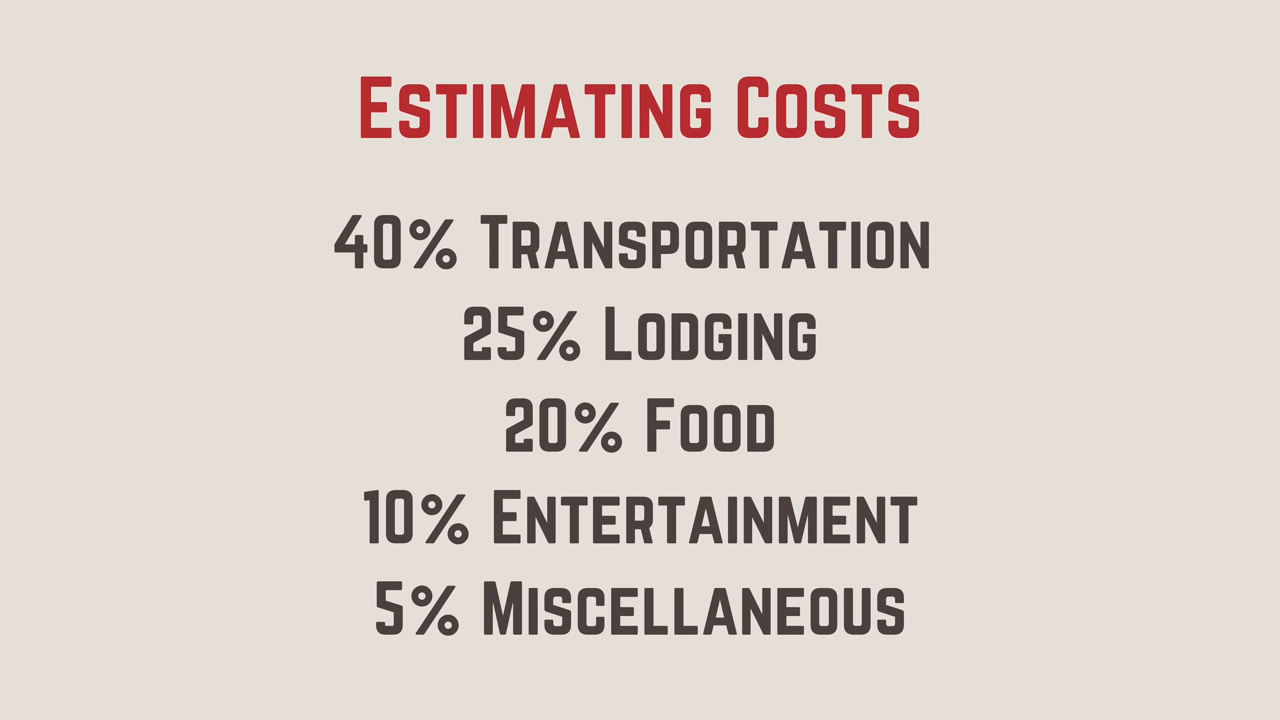 Estimating Costs
40% Transportation
25% Lodging
20% Food
10% Entertainment
5% Miscellaneous